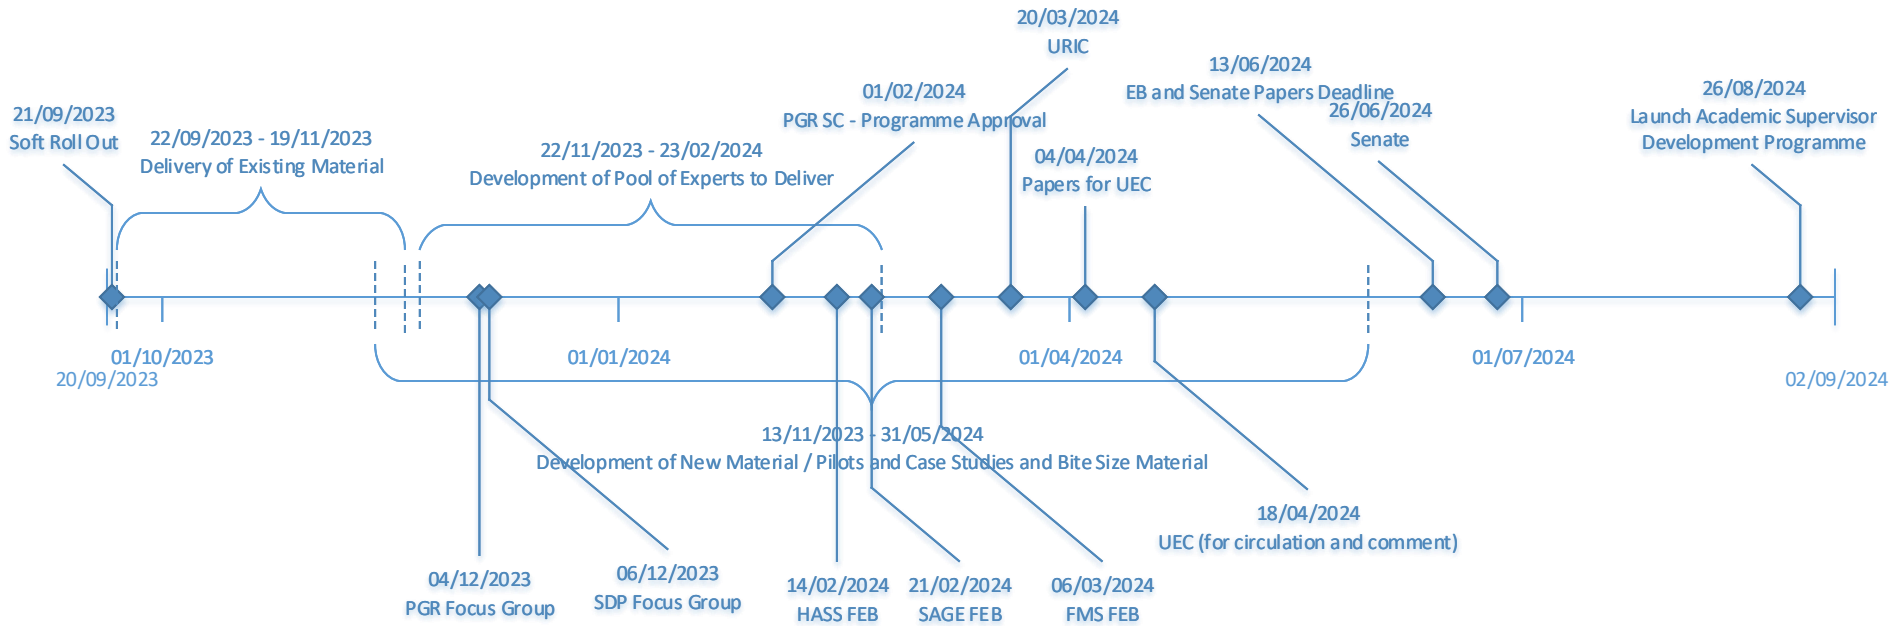 20/03/2024
URIC
13/06/2024
EB and Senate Papers Deadline
01/02/2024
PGR SC - Programme Approval
26/06/2024
Senate
26/08/2024
Launch Academic Supervisor
Development Programme
21/09/2023
Soft Roll Out
22/09/2023 - 19/11/2023
Delivery of Existing Material
22/11/2023 - 23/02/2024
Development of Pool of Experts to Deliver
04/04/2024
Papers for UEC
01/10/2023
01/01/2024
01/04/2024
01/07/2024
20/09/2023
02/09/2024
13/11/2023 - 31/05/2024
Development of New Material / Pilots and Case Studies and Bite Size Material
18/04/2024
UEC (for circulation and comment)
04/12/2023
PGR Focus Group
06/12/2023
SDP Focus Group
14/02/2024
HASS FEB
21/02/2024
SAGE FEB
06/03/2024
FMS FEB